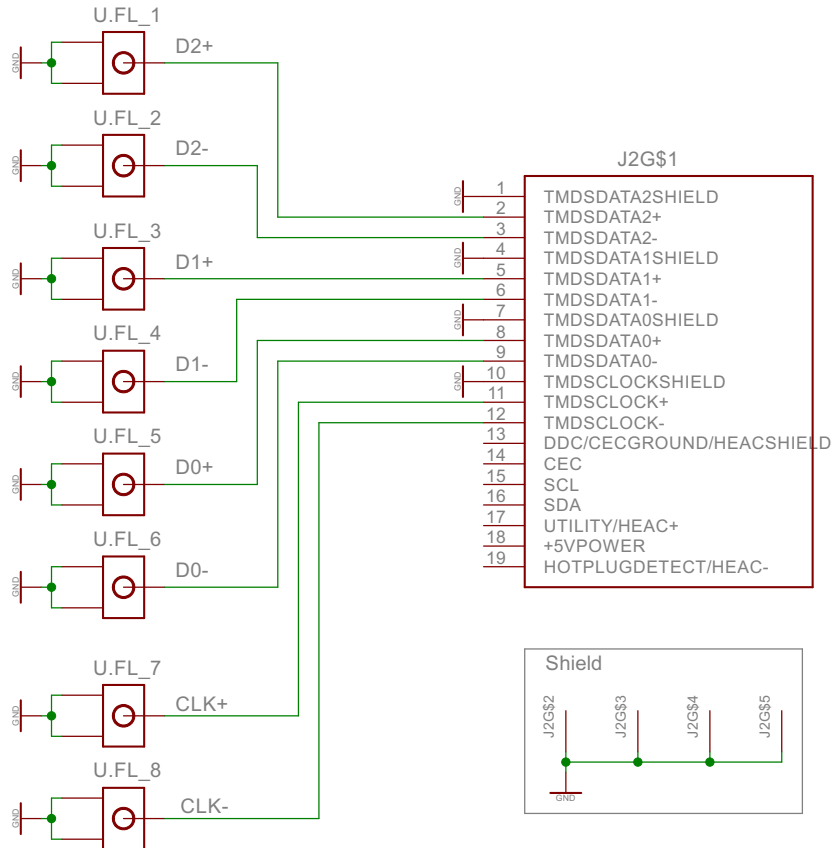 U.FL_1
D2+
GND
U.FL_2
D2-
GND
U.FL_3
D1+
GND
U.FL_4
D1-
GND
U.FL_5
D0+
GND
U.FL_6
D0-
GND
U.FL_7
CLK+
GND
U.FL_8
CLK-
GND
J2G$1
GND
1 TMDSDATA2SHIELD
2 TMDSDATA2+
3 TMDSDATA2-
GND
4 TMDSDATA1SHIELD
5 TMDSDATA1+
6 TMDSDATA1-
GND
7 TMDSDATA0SHIELD
8 TMDSDATA0+
9 TMDSDATA0-
GND
10 TMDSCLOCKSHIELD
11 TMDSCLOCK+
12 TMDSCLOCK-
13 DDC/CECGROUND/HEACSHIELD
14 CEC
15 SCL
16 SDA
17 UTILITY/HEAC+
18 +5VPOWER
19 HOTPLUGDETECT/HEAC-
Shield
J2G$2
J2G$3
J2G$4
J2G$5
GND